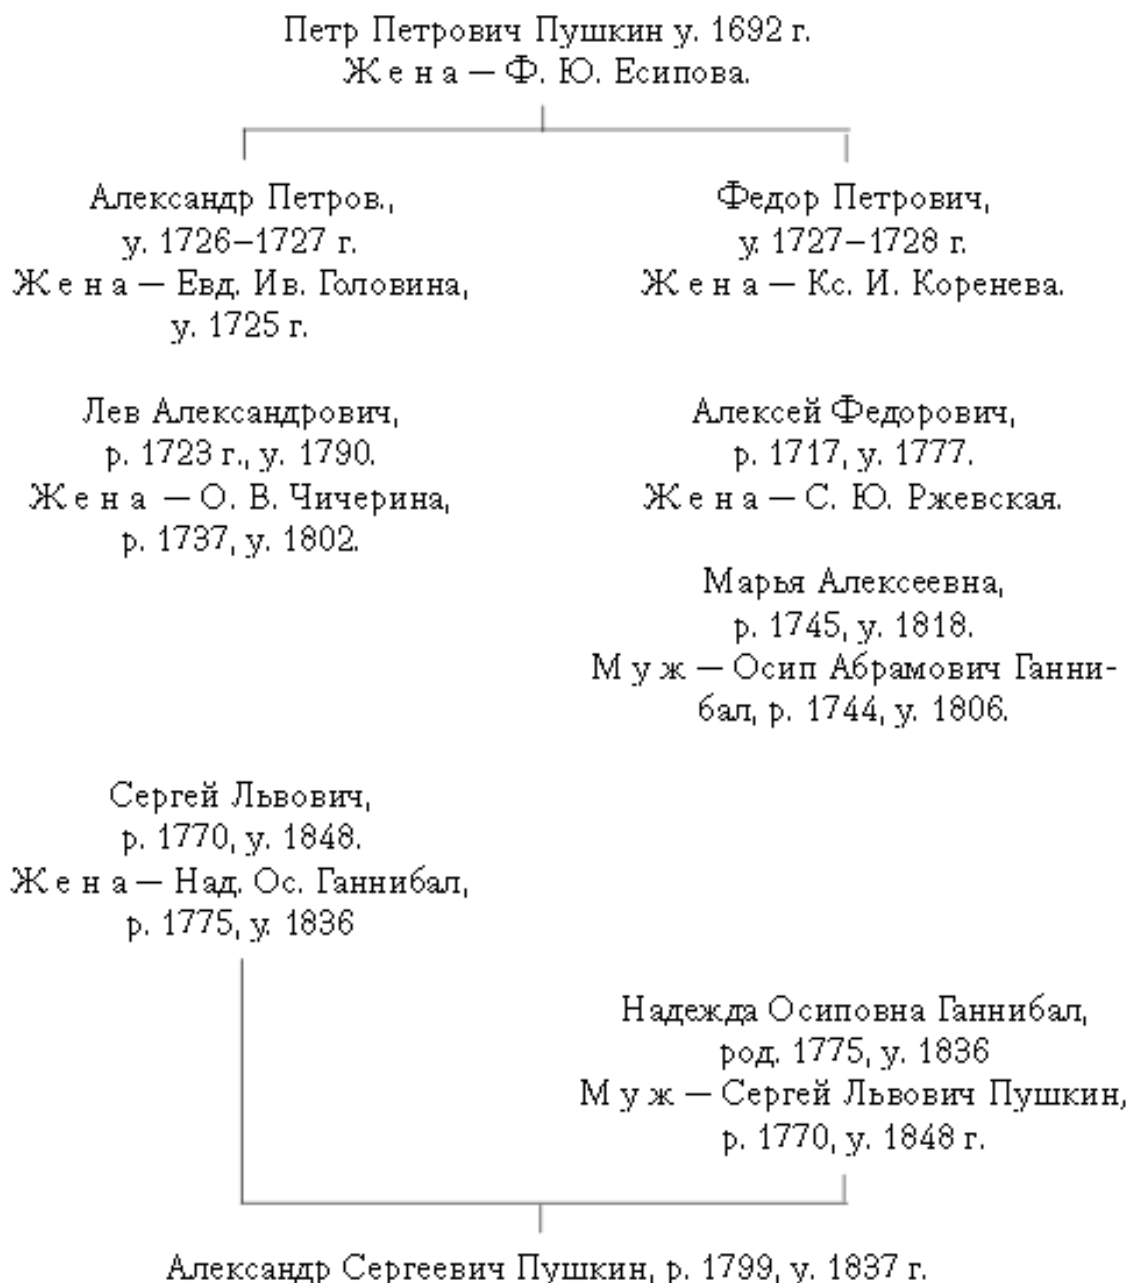 Петр Петрович Пушкин у. 1692 г.
Жена — Ф. Ю. Есипова.
Александр Петров.,
у. 1726–1727 г.
Жена — Евд. Ив. Головина,
у. 1725 г.
Федор Петрович,
у. 1727–1728 г.
Жена — Кс. И. Коренева.
Лев Александрович,
р. 1723 г., у. 1790.
Жена — О. В. Чичерина,
р. 1737, у. 1802.
Алексей Федорович,
р. 1717, у. 1777.
Жена — С. Ю. Ржевская.
Марья Алексеевна,
р. 1745, у. 1818.
Муж — Осип Абрамович Ганни-
бал, р. 1744, у. 1806.
Сергей Львович,
р. 1770, у. 1848.
Жена — Над. Ос. Ганнибал,
р. 1775, у. 1836
Надежда Осиповна Ганнибал,
род. 1775, у. 1836
Муж — Сергей Львович Пушкин,
р. 1770, у. 1848 г.
Александр Сергеевич Пушкин, р. 1799, у. 1837 г.